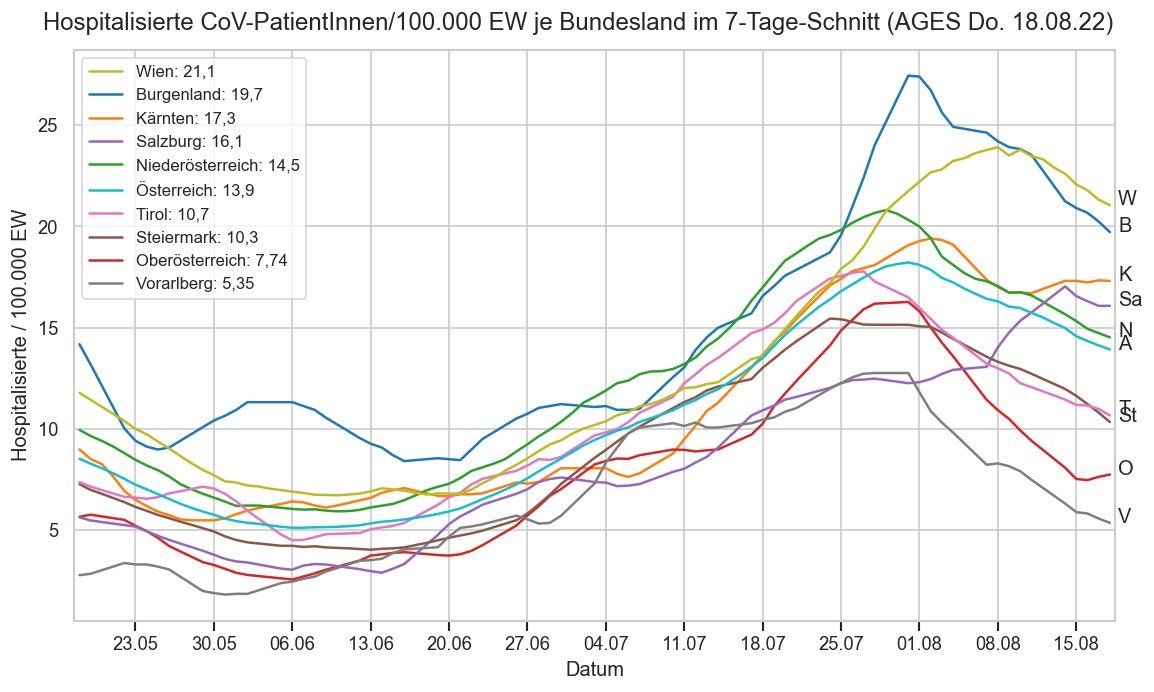 Hospitalisierte CoV-PatientInnen/100.000 EW je Bundesland im 7-Tage-Schnitt (AGES Do. 18.08.22)
Wien: 21,1
Burgenland: 19,7
Kärnten: 17,3
Salzburg: 16,1
Niederösterreich: 14,5
Österreich: 13,9
Tirol: 10,7
Steiermark: 10,3
Oberösterreich: 7,74
Vorarlberg: 5,35
Hospitalisierte / 100.000 EW
25
20
15
10
5
W
B
K
Sa
N
A
T
St
O
V
23.05 30.05 06.06 13.06 20.06 27.06 04.07 11.07 18.07 25.07 01.08 08.08 15.08
Datum